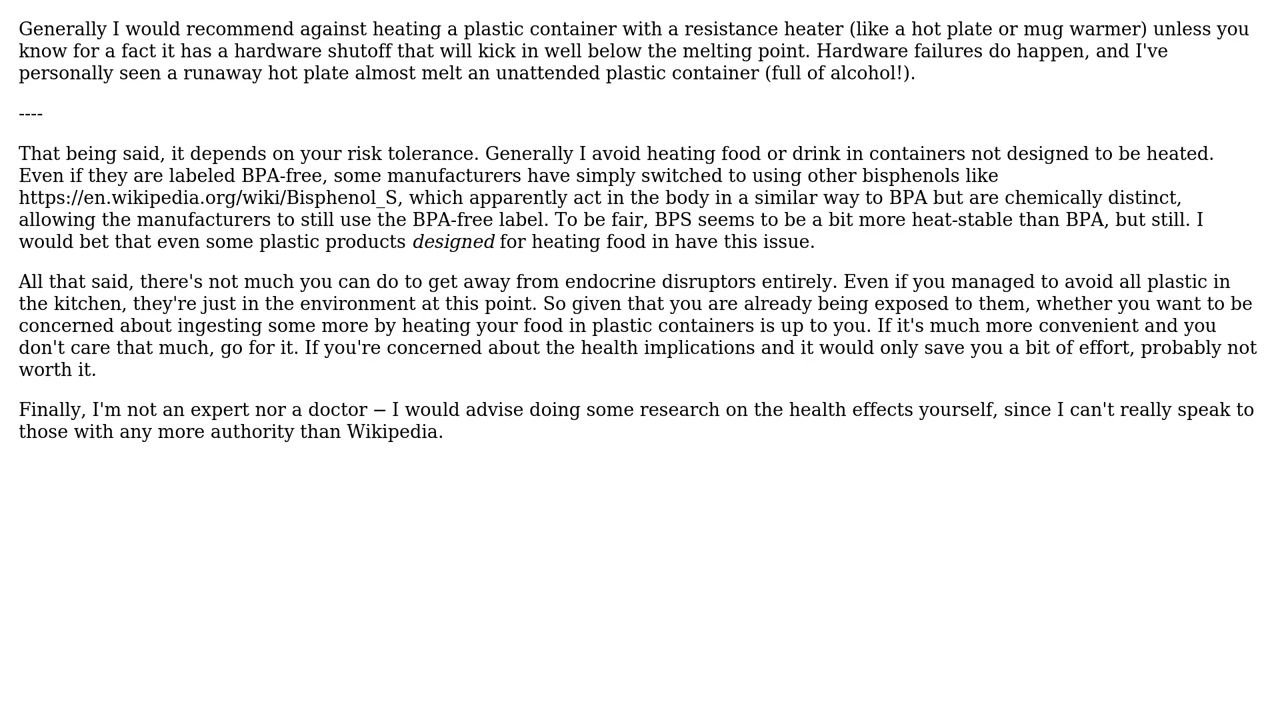 Generally I would recommend against heating a plastic container with a resistance heater (like a hot plate or mug warmer) unless you
know for a fact it has a hardware shutoff that will kick in well below the melting point. Hardware failures do happen, and I've
personally seen a runaway hot plate almost melt an unattended plastic container (full of alcohol!).
----
That being said, it depends on your risk tolerance. Generally I avoid heating food or drink in containers not designed to be heated.
Even if they are labeled BPA-free, some manufacturers have simply switched to using other bisphenols like
https://en.wikipedia.org/wiki/Bisphenol_S, which apparently act in the body in a similar way to BPA but are chemically distinct,
allowing the manufacturers to still use the BPA-free label. To be fair, BPS seems to be a bit more heat-stable than BPA, but still. I
would bet that even some plastic products designed for heating food in have this issue.
All that said, there's not much you can do to get away from endocrine disruptors entirely. Even if you managed to avoid all plastic in
the kitchen, they're just in the environment at this point. So given that you are already being exposed to them, whether you want to be
concerned about ingesting some more by heating your food in plastic containers is up to you. If it's much more convenient and you
don't care that much, go for it. If you're concerned about the health implications and it would only save you a bit of effort, probably not
worth it.
Finally, I'm not an expert nor a doctor – I would advise doing some research on the health effects yourself, since I can't really speak to
those with any more authority than Wikipedia.